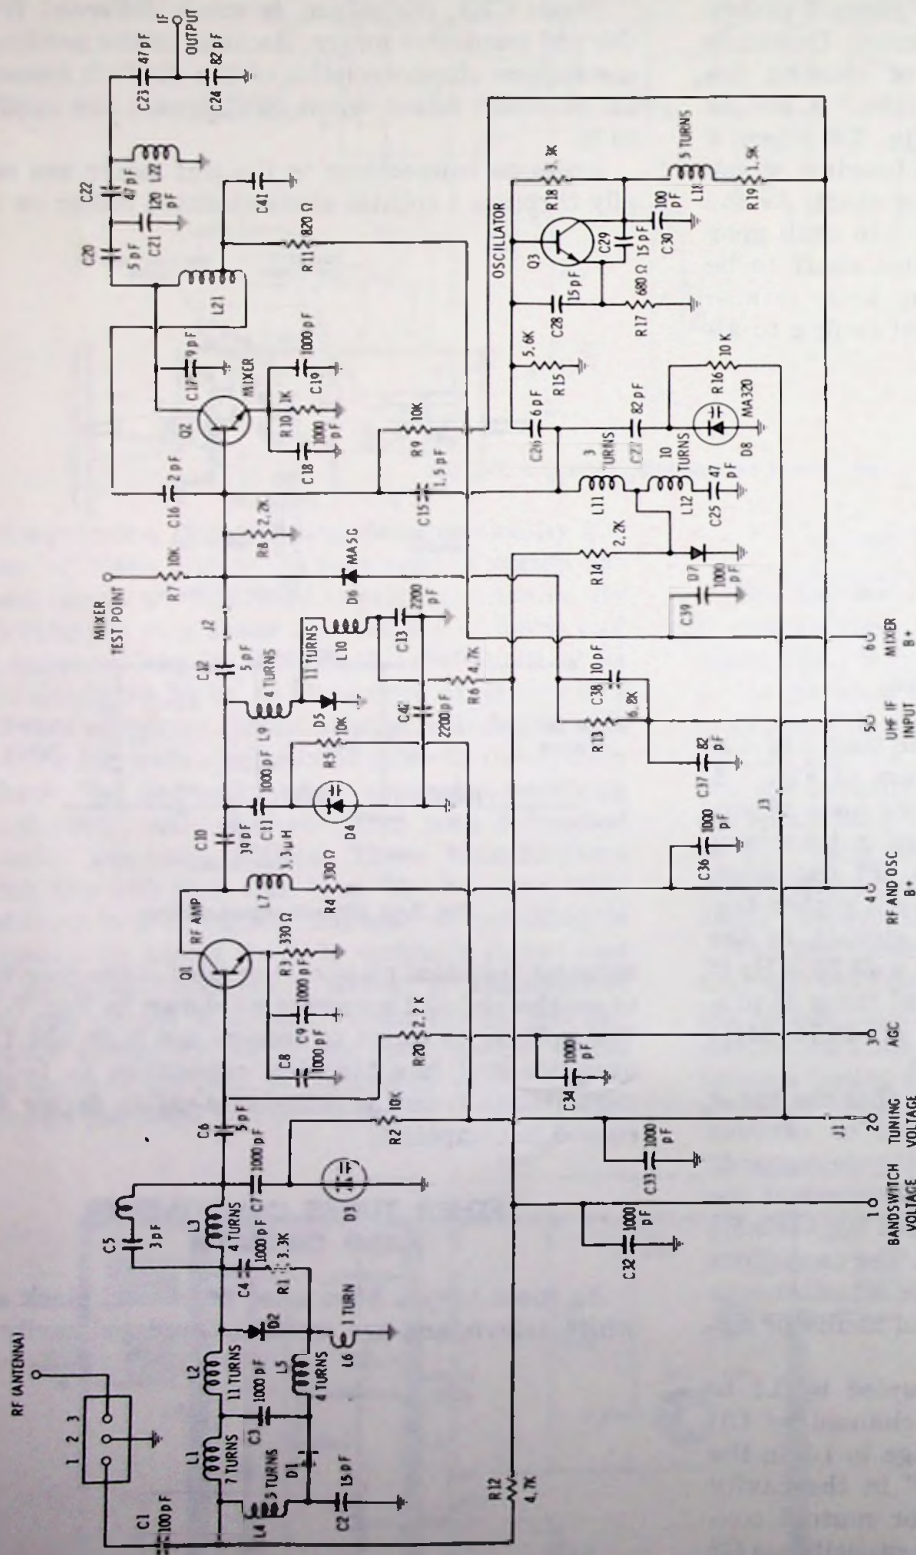 RF (ANTENNA)
1 2 3
C1
100 pF
L1
7 TURNS
L2
11 TURNS
L4
5 TURNS
C2
15 pF
D1
C3
1000 pF
L5
4 TURNS
D2
L6
1 TURN
C4
1000 pF
R1
3.3K
L3
4 TURNS
C5
3 pF
C7
1000 pF
D3
R2
10K
C6
5 pF
R12
4.7K
RF AMP
Q1
C8
1000 pF
C9
1000 pF
R3
330 Ω
R20
2.2 K
L7
3.3 μH
R4
330 Ω
C10
C11
1000 pF
D4
R5
10K
L9
4 TURNS
D5
11 TURNS
L10
C13
2200 pF
C42
2200 pF
R6
4.7K
C12
5 pF
J2
MIXER
TEST POINT
R7
10K
D6
MA5G
R8
2.2K
C16
2 pF
C15
1.5 pF
R9
10K
Q2
MIXER
C17
9 pF
C18
1000 pF
R10
1K
C19
1000 pF
L21
R11
820 Ω
C41
C20
5 pF
C21
120 pF
C22
47 pF
L22
C23
47 pF
C24
82 pF
IF
OUTPUT
OSCILLATOR
Q3
R18
L18
5 TURNS
R19
C28
15 pF
C29
15 pF
C30
100 pF
R17
680 Ω
R15
5.6K
C26
6 pF
C27
82 pF
R16
10 K
D8
MA320
L11
3 TURNS
L12
10 TURNS
C25
47 pF
R14
2.2K
D7
C39
1000 pF
C38
10 pF
R13
6.8K
C37
82 pF
J3
C36
1000 pF
C34
1000 pF
C33
1000 pF
C32
1000 pF
J1
1
BANDSWITCH
VOLTAGE
2
TUNING
VOLTAGE
3
AGC
4
RF AND OSC
B+
5
UHF IF
INPUT
6
MIXER
B+